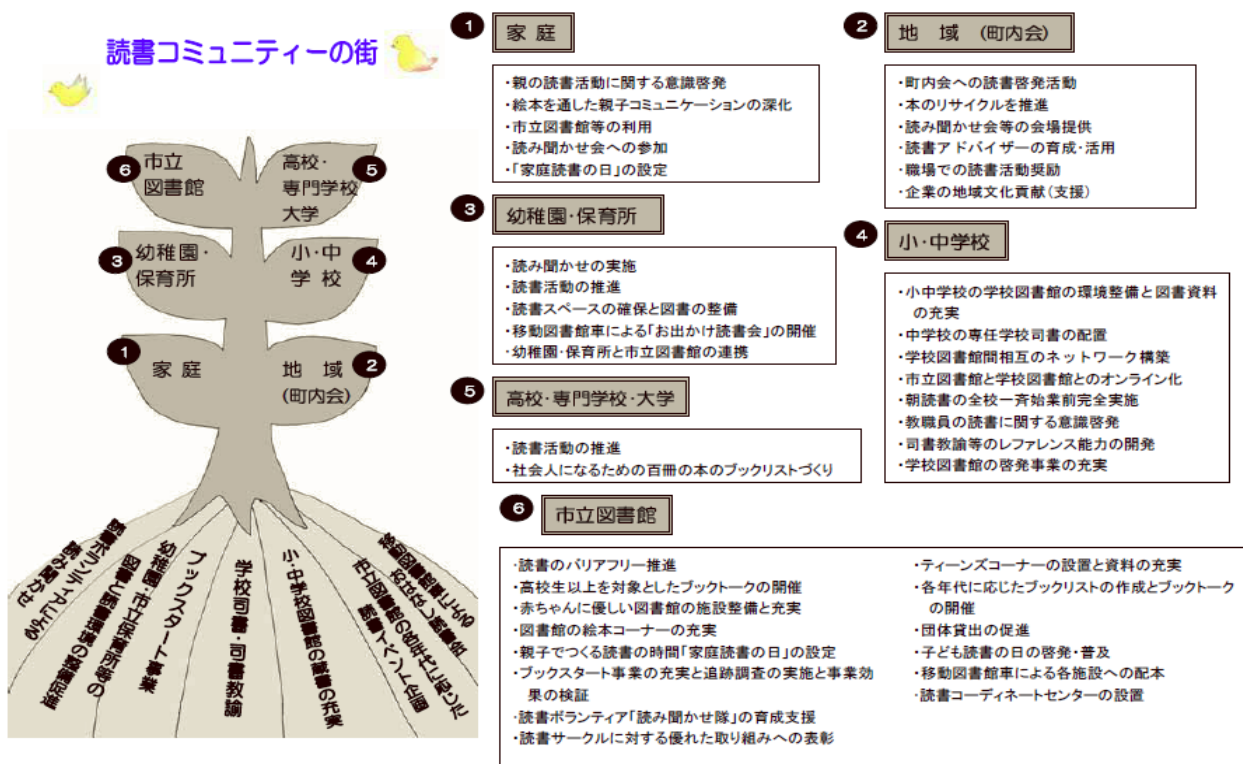 読書コミュニティーの街
6 市立
図書館
高校・
専門学校
大学
5
3 幼稚園・
保育所
小・中
学校
4
1
家庭
地域
(町内会)
2
読書ボランティアによる
読み聞かせ
幼稚園・市立保育所等の
図書と読書環境の整備促進
ブックスタート事業
学校司書・司書教諭
小・中学校図書館の蔵書の充実
市立図書館の各年代に応じた
読書イベント企画
移動図書館車による
おはなし読書会
1 家庭
・親の読書活動に関する意識啓発
・絵本を通した親子コミュニケーションの深化
・市立図書館等の利用
・読み聞かせ会への参加
・「家庭読書の日」の設定
2 地域 (町内会)
・町内会への読書啓発活動
・本のリサイクルを推進
・読み聞かせ会等の会場提供
・読書アドバイザーの育成・活用
・職場での読書活動奨励
・企業の地域文化貢献(支援)
3 幼稚園・保育所
・読み聞かせの実施
・読書活動の推進
・読書スペースの確保と図書の整備
・移動図書館車による「お出かけ読書会」の開催
・幼稚園・保育所と市立図書館の連携
4 小・中学校
・小中学校の学校図書館の環境整備と図書資料
の充実
・中学校の専任学校司書の配置
・学校図書館間相互のネットワーク構築
・市立図書館と学校図書館とのオンライン化
・朝読書の全校一斉始業前完全実施
・教職員の読書に関する意識啓発
・司書教諭等のレファレンス能力の開発
・学校図書館の啓発事業の充実
5 高校・専門学校・大学
・読書活動の推進
・社会人になるための百冊の本のブックリストづくり
6 市立図書館
・読書のバリアフリー推進
・高校生以上を対象としたブックトークの開催
・赤ちゃんに優しい図書館の施設整備と充実
・図書館の絵本コーナーの充実
・親子でつくる読書の時間「家庭読書の日」の設定
・ブックスタート事業の充実と追跡調査の実施と事業効
果の検証
・読書ボランティア「読み聞かせ隊」の育成支援
・読書サークルに対する優れた取り組みへの表彰
・ティーンズコーナーの設置と資料の充実
・各年代に応じたブックリストの作成とブックトーク
の開催
・団体貸出の促進
・子ども読書の日の啓発・普及
・移動図書館車による各施設への配本
・読書コーディネートセンターの設置